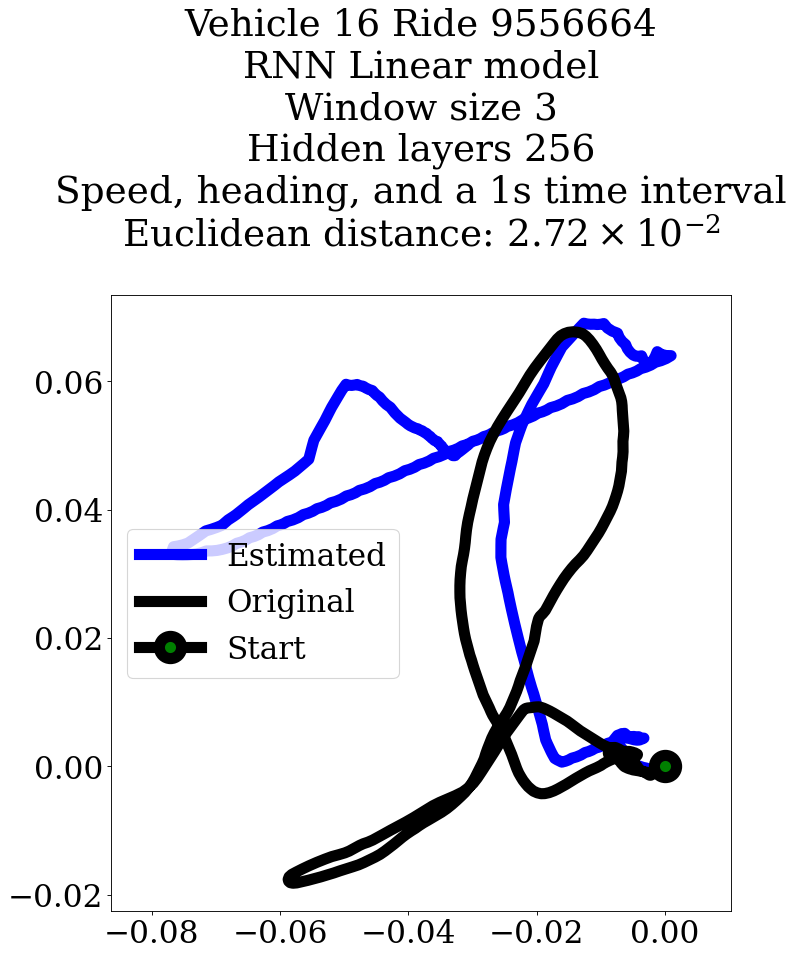 Vehicle 16 Ride 9556664
RNN Linear model
Window size 3
Hidden layers 256
Speed, heading, and a 1s time interval
Euclidean distance: 2.72 × 10⁻²
0.06
0.04
Estimated
Original
0.02
Start
0.00
−0.02
−0.08 −0.06 −0.04 −0.02 0.00